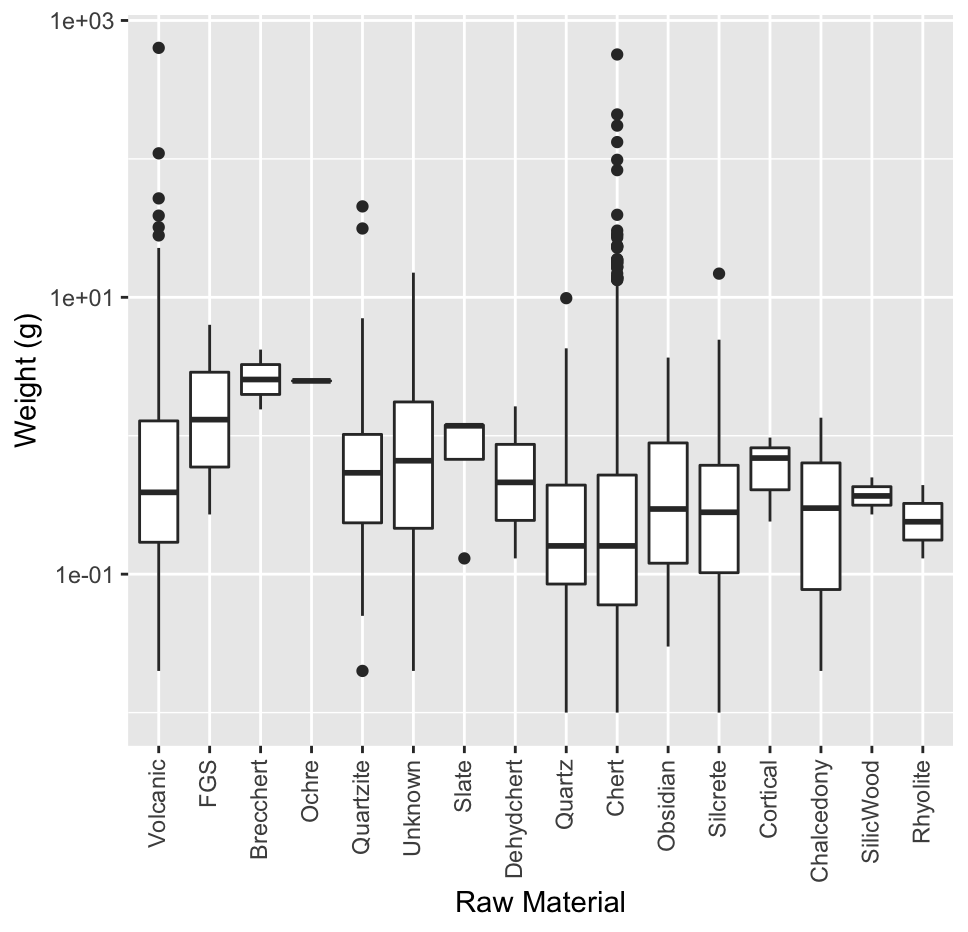 1e+03
1e+01
1e-01
Weight (g)
Volcanic
FGS
Brecchert
Ochre
Quartzite
Unknown
Slate
Dehydchert
Quartz
Chert
Obsidian
Silcrete
Cortical
Chalcedony
SilicWood
Rhyolite
Raw Material